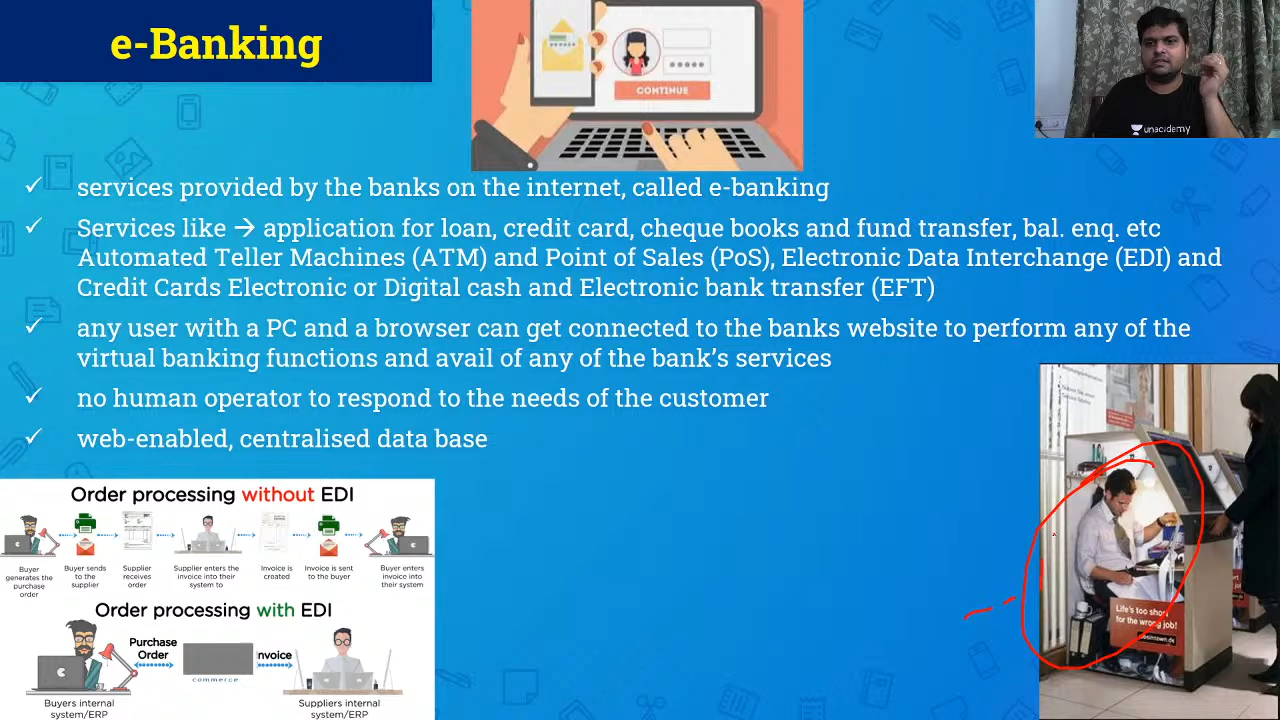 e-Banking
CONTINUE
unacademy
✓ services provided by the banks on the internet, called e-banking
✓ Services like → application for loan, credit card, cheque books and fund transfer, bal. enq. etc
Automated Teller Machines (ATM) and Point of Sales (PoS), Electronic Data Interchange (EDI) and
Credit Cards Electronic or Digital cash and Electronic bank transfer (EFT)
✓ any user with a PC and a browser can get connected to the banks website to perform any of the
virtual banking functions and avail of any of the bank's services
✓ no human operator to respond to the needs of the customer
✓ web-enabled, centralised data base
Order processing without EDI
Buyer
generates the
purchase
order
Buyer sends
to the
supplier
Supplier
receives
order
Supplier enters the
invoice into their
system to
Invoice is
created
Invoice is sent
to the buyer
Buyer enters
invoice into
their system
Order processing with EDI
Purchase
Order
commerce
Invoice
Buyers internal
system/ERP
Suppliers internal
system/ERP
Life's too short
for the wrong job!